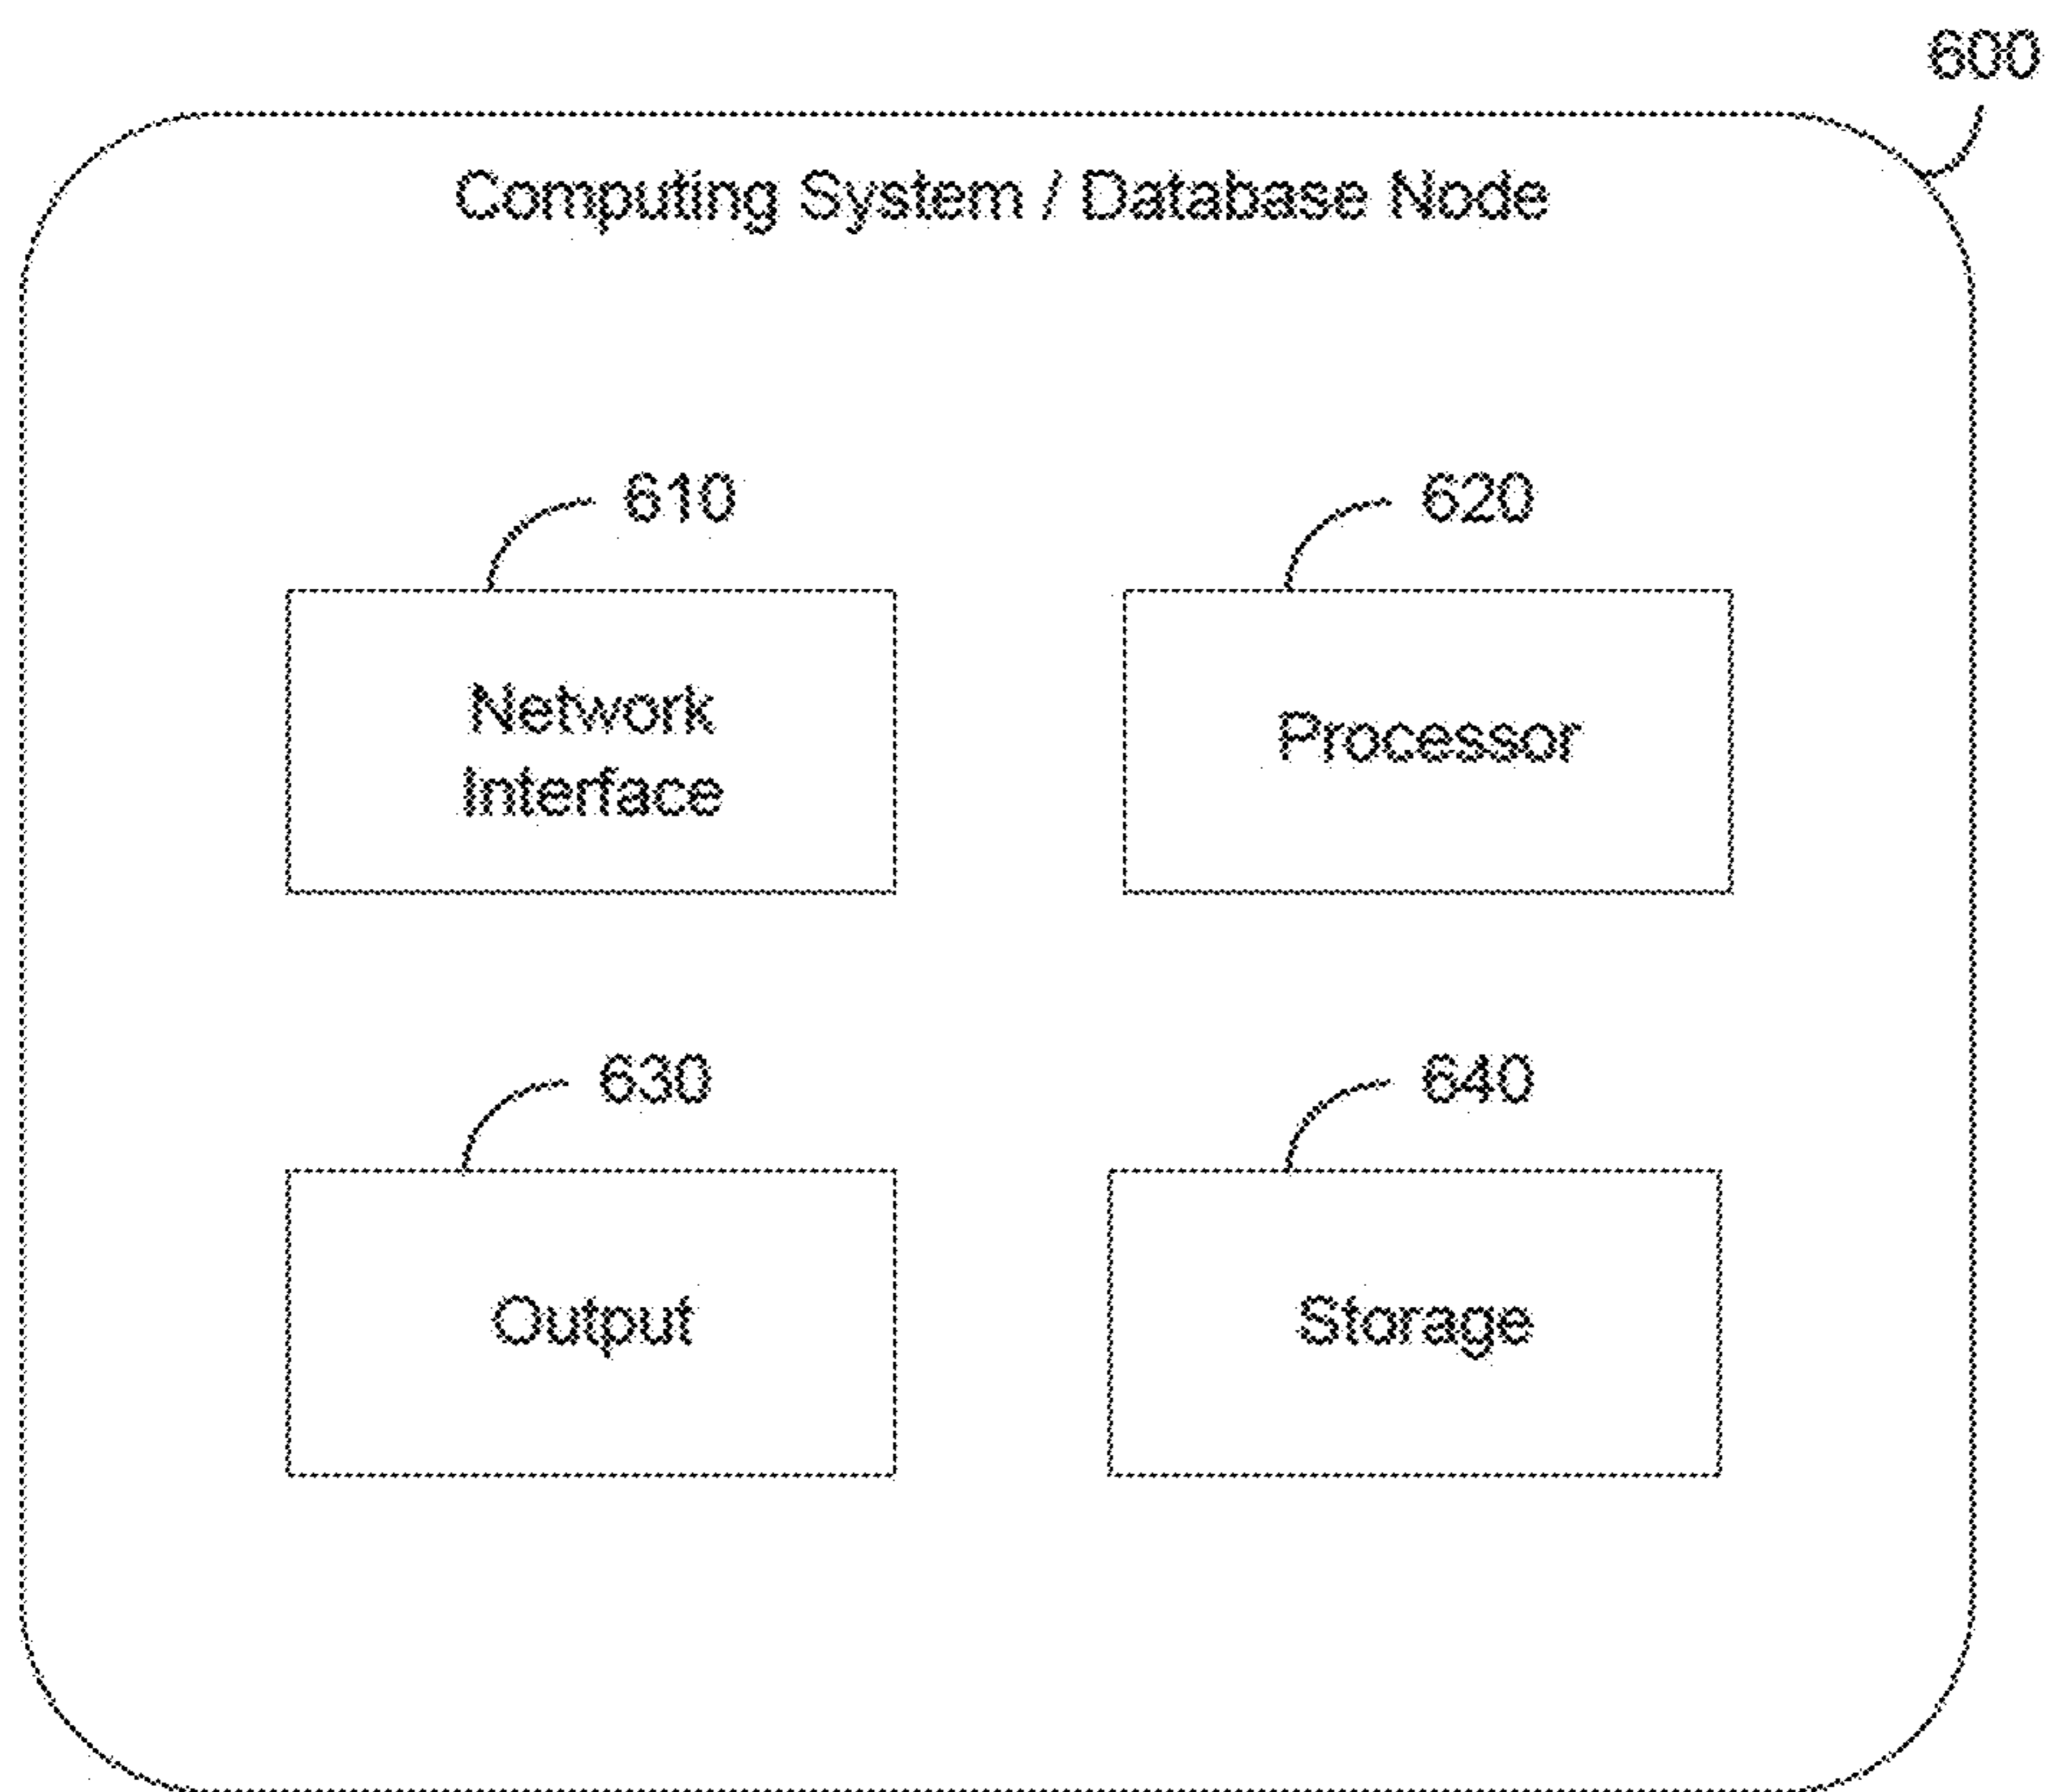 600
Computing System / Database Node
610
620
Network
Interface
Processor
630
640
Output
Storage